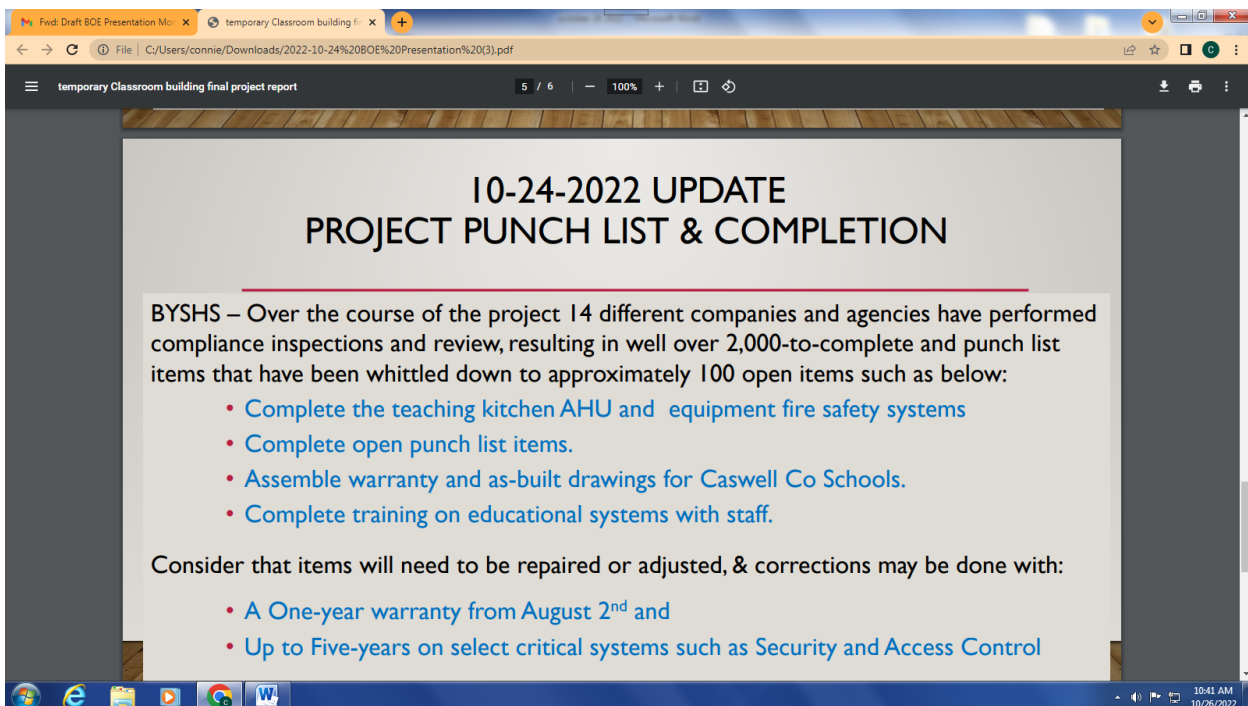 Fwd: Draft BOE Presentation Mo
temporary Classroom building fi
File | C:/Users/connie/Downloads/2022-10-24%20BOE%20Presentation%20(3).pdf
temporary Classroom building final project report
5 / 6
100%
10-24-2022 UPDATE
PROJECT PUNCH LIST & COMPLETION
BYSHS – Over the course of the project 14 different companies and agencies have performed
compliance inspections and review, resulting in well over 2,000-to-complete and punch list
items that have been whittled down to approximately 100 open items such as below:
• Complete the teaching kitchen AHU and equipment fire safety systems
• Complete open punch list items.
• Assemble warranty and as-built drawings for Caswell Co Schools.
• Complete training on educational systems with staff.
Consider that items will need to be repaired or adjusted, & corrections may be done with:
• A One-year warranty from August 2nd and
• Up to Five-years on select critical systems such as Security and Access Control
10:41 AM
10/26/2022